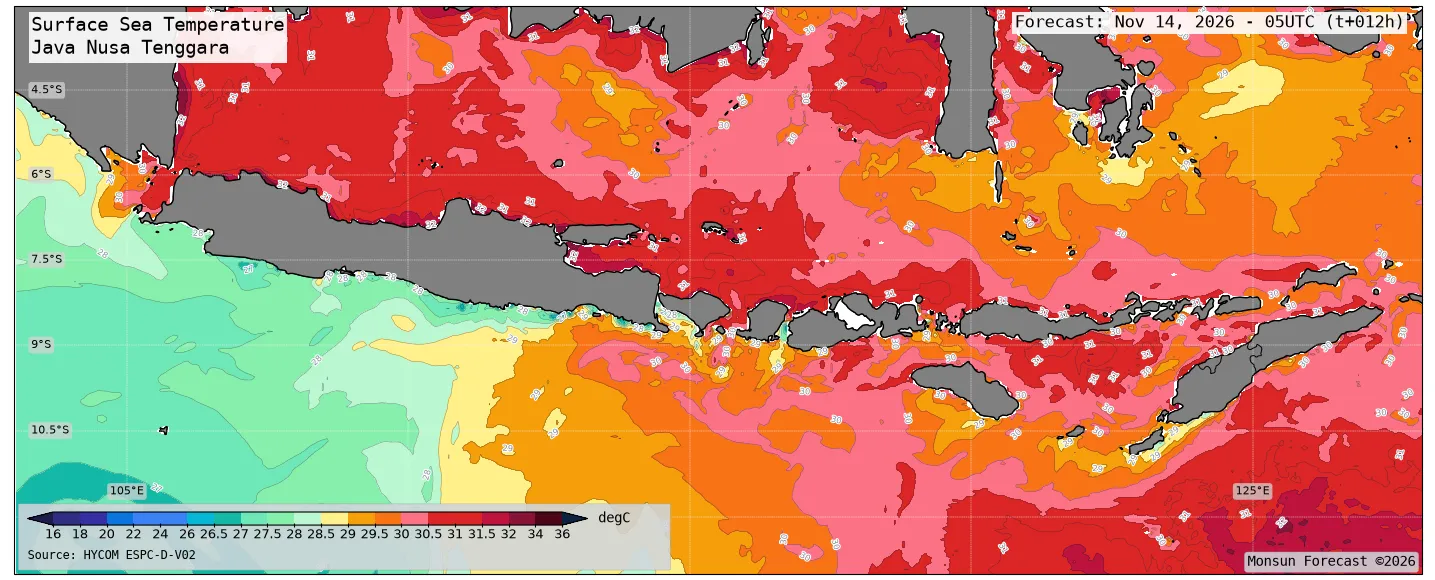 Surface Sea Temperature
Java Nusa Tenggara
Forecast: Nov 14, 2026 - 05UTC (t+012h)
4.5°S
6°S
7.5°S
9°S
10.5°S
105°E
125°E
16 18 20 22 24 26 26.5 27 27.5 28 28.5 29 29.5 30 30.5 31 31.5 32 34 36
degC
Source: HYCOM ESPC-D-V02
Monsun Forecast ©2026